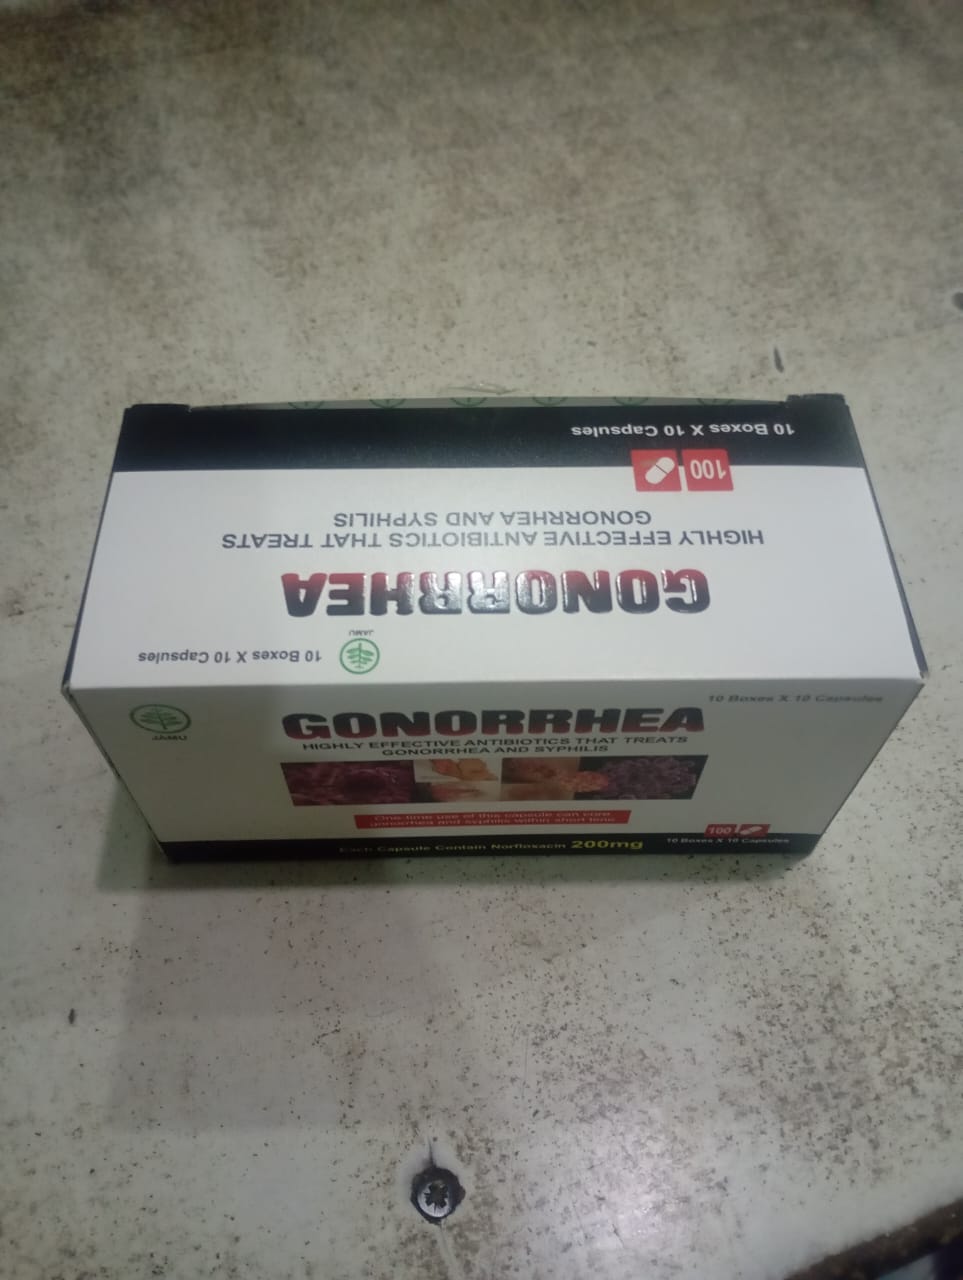 10 Boxes X 10 Capsules
100
HIGHLY EFFECTIVE ANTIBIOTICS THAT TREATS
GONORRHEA AND SYPHILIS
GONORRHEA
JAMU
10 Boxes X 10 Capsules
10 Boxes X 10 Capsules
JAMU
GONORRHEA
HIGHLY EFFECTIVE ANTIBIOTICS THAT TREATS
GONORRHEA AND SYPHILIS
One-time use of this capsule can cure
gonorrhea and syphilis within short time
100
Each Capsule Contain Norfloxacin 200mg
10 Boxes X 10 Capsules